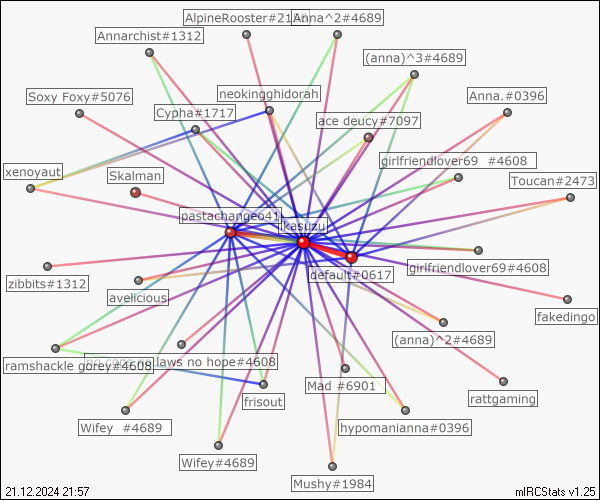 AlpineRooster#21
Anna^2#4689
Annarchist#1312
(anna)^3#4689
Soxy Foxy#5076
neokingghidorah
Anna.#0396
Cypha#1717
ace deucy#7097
xenoyaut
girlfriendlover69 #4608
Skalman
Toucan#2473
pastachangeo41
ikasuzu
zibbits#1312
default#0617
girlfriendlover69#4608
avelicious
fakedingo
(anna)^2#4689
ramshackle gorey#4608
laws no hope#4608
Mad #6901
rattgaming
frisout
Wifey #4689
hypomanianna#0396
Wifey#4689
Mushy#1984
21.12.2024 21:57
mIRCStats v1.25